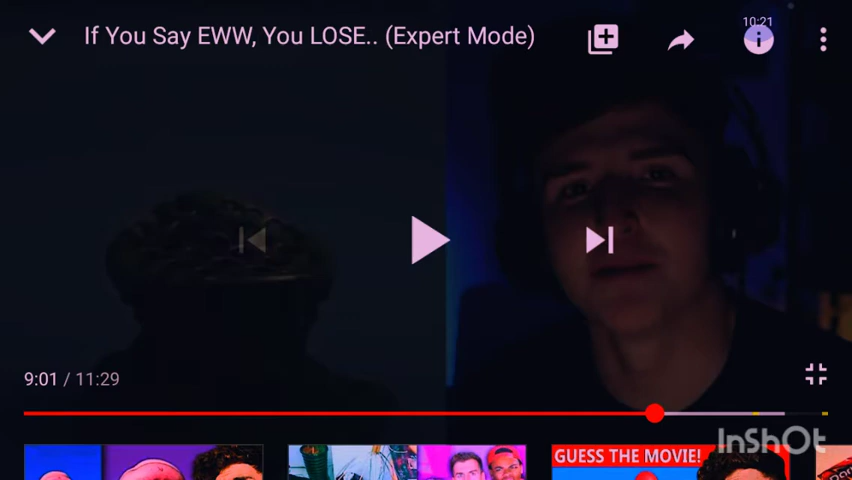 10:21
If You Say EWW, You LOSE.. (Expert Mode)
9:01 / 11:29
GUESS THE MOVIE!
InShOt